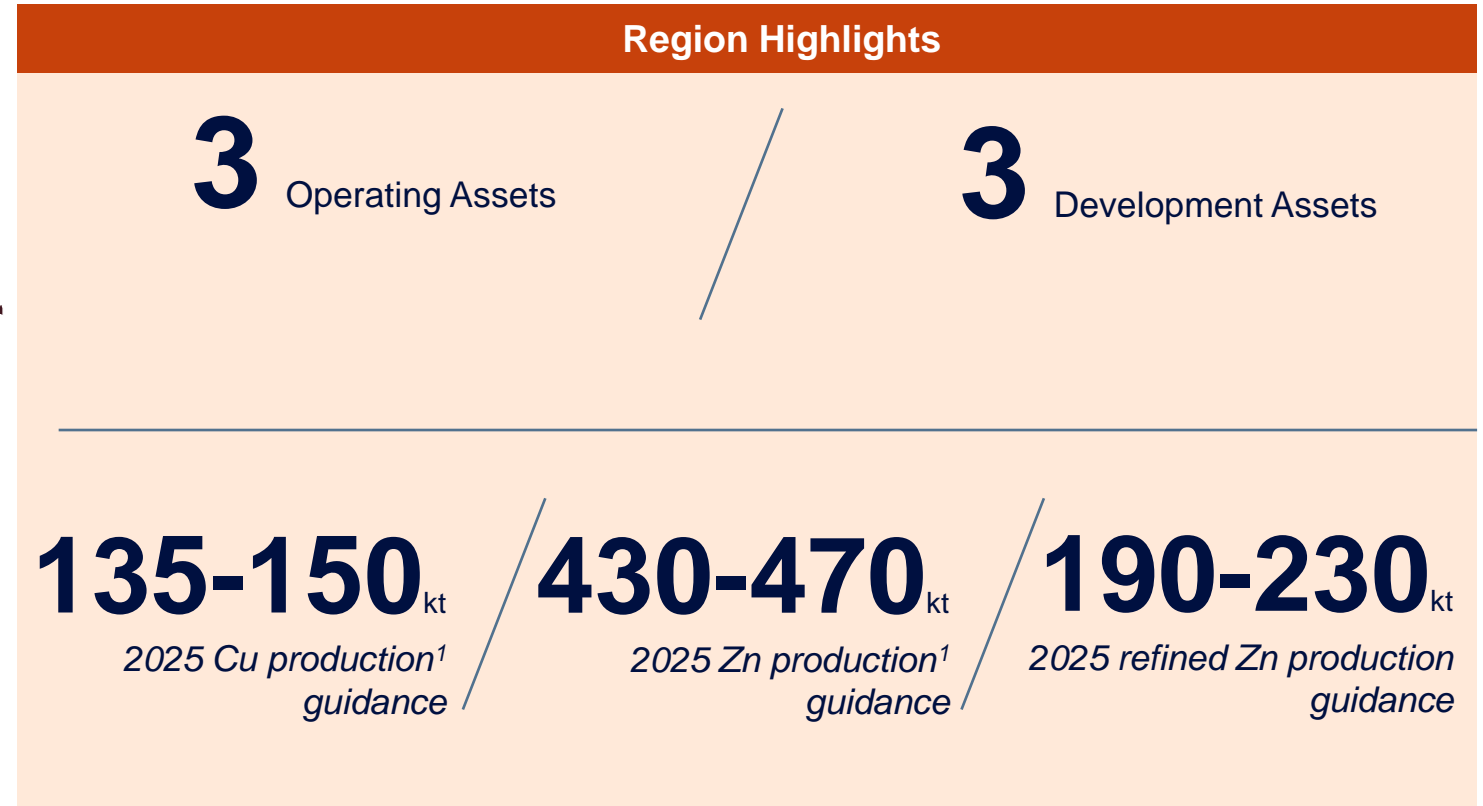 Region Highlights
3 Operating Assets
3 Development Assets
135-150kt
2025 Cu production¹
guidance
430-470kt
2025 Zn production¹
guidance
190-230kt
2025 refined Zn production
guidance